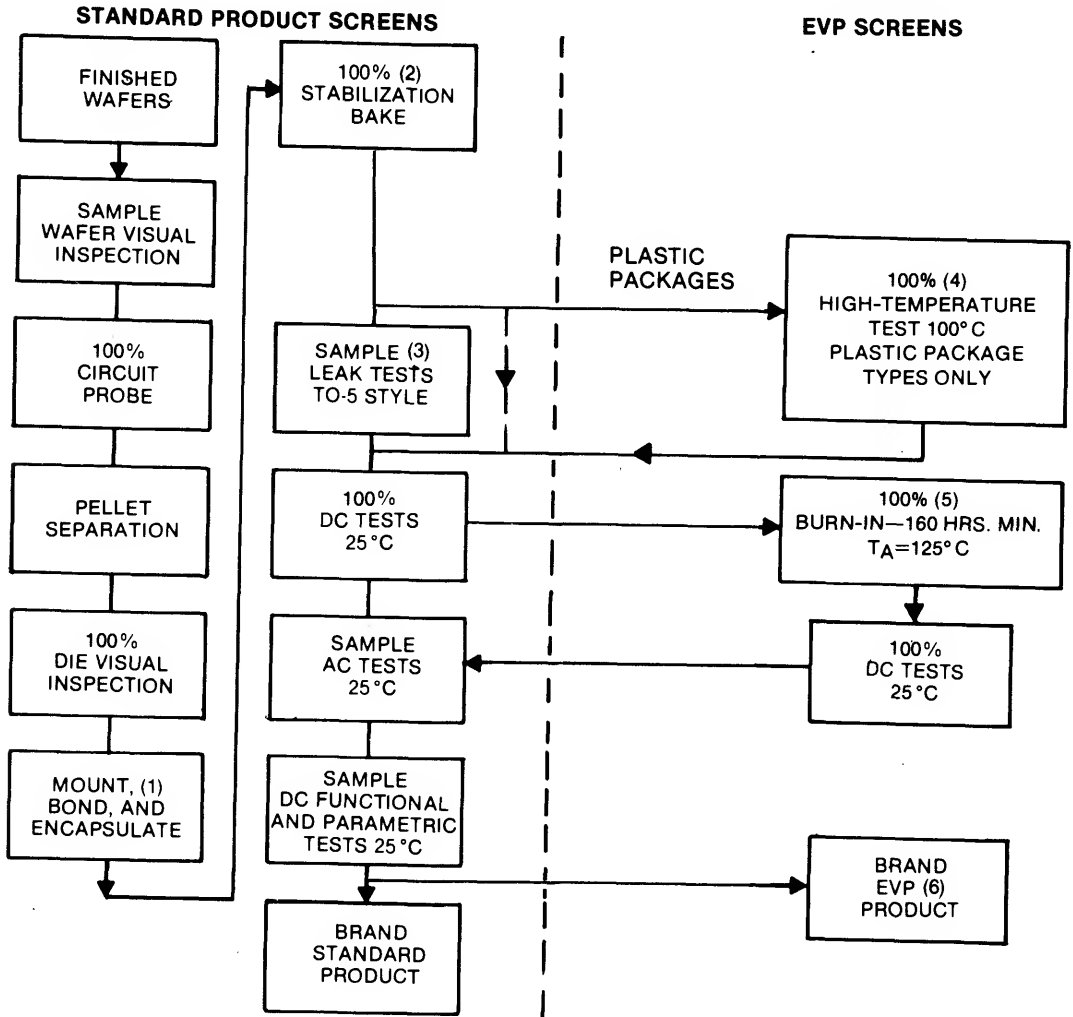 STANDARD PRODUCT SCREENS
EVP SCREENS
FINISHED
WAFERS
SAMPLE
WAFER VISUAL
INSPECTION
100%
CIRCUIT
PROBE
PELLET
SEPARATION
100%
DIE VISUAL
INSPECTION
MOUNT, (1)
BOND, AND
ENCAPSULATE
100% (2)
STABILIZATION
BAKE
SAMPLE (3)
LEAK TESTS
TO-5 STYLE
100%
DC TESTS
25°C
SAMPLE
AC TESTS
25°C
SAMPLE
DC FUNCTIONAL
AND PARAMETRIC
TESTS 25°C
BRAND
STANDARD
PRODUCT
PLASTIC
PACKAGES
100% (4)
HIGH-TEMPERATURE
TEST 100°C
PLASTIC PACKAGE
TYPES ONLY
100% (5)
BURN-IN—160 HRS. MIN.
TA=125°C
100%
DC TESTS
25°C
BRAND
EVP (6)
PRODUCT